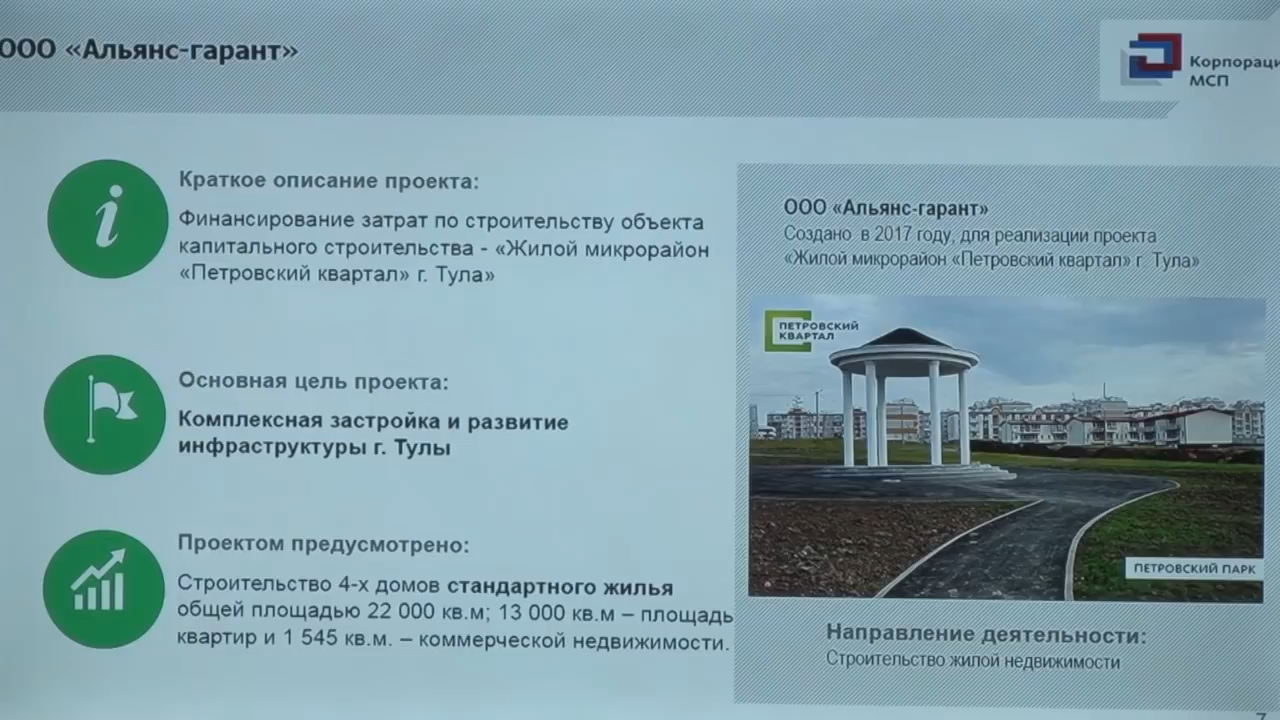 ООО «Альянс-гарант»
МСП
Краткое описание проекта:
Финансирование затрат по строительству объекта
капитального строительства - «Жилой микрорайон
«Петровский квартал» г. Тула»
Основная цель проекта:
Комплексная застройка и развитие
инфраструктуры г. Тулы
Проектом предусмотрено:
Строительство 4-х домов стандартного жилья
общей площадью 22 000 кв.м; 13 000 кв.м – площадь
квартир и 1 545 кв.м. – коммерческой недвижимости.
ООО «Альянс-гарант»
Создано в 2017 году, для реализации проекта
«Жилой микрорайон «Петровский квартал» г. Тула»
ПЕТРОВСКИЙ
КВАРТАЛ
ПЕТРОВСКИЙ ПАРК
Направление деятельности:
Строительство жилой недвижимости